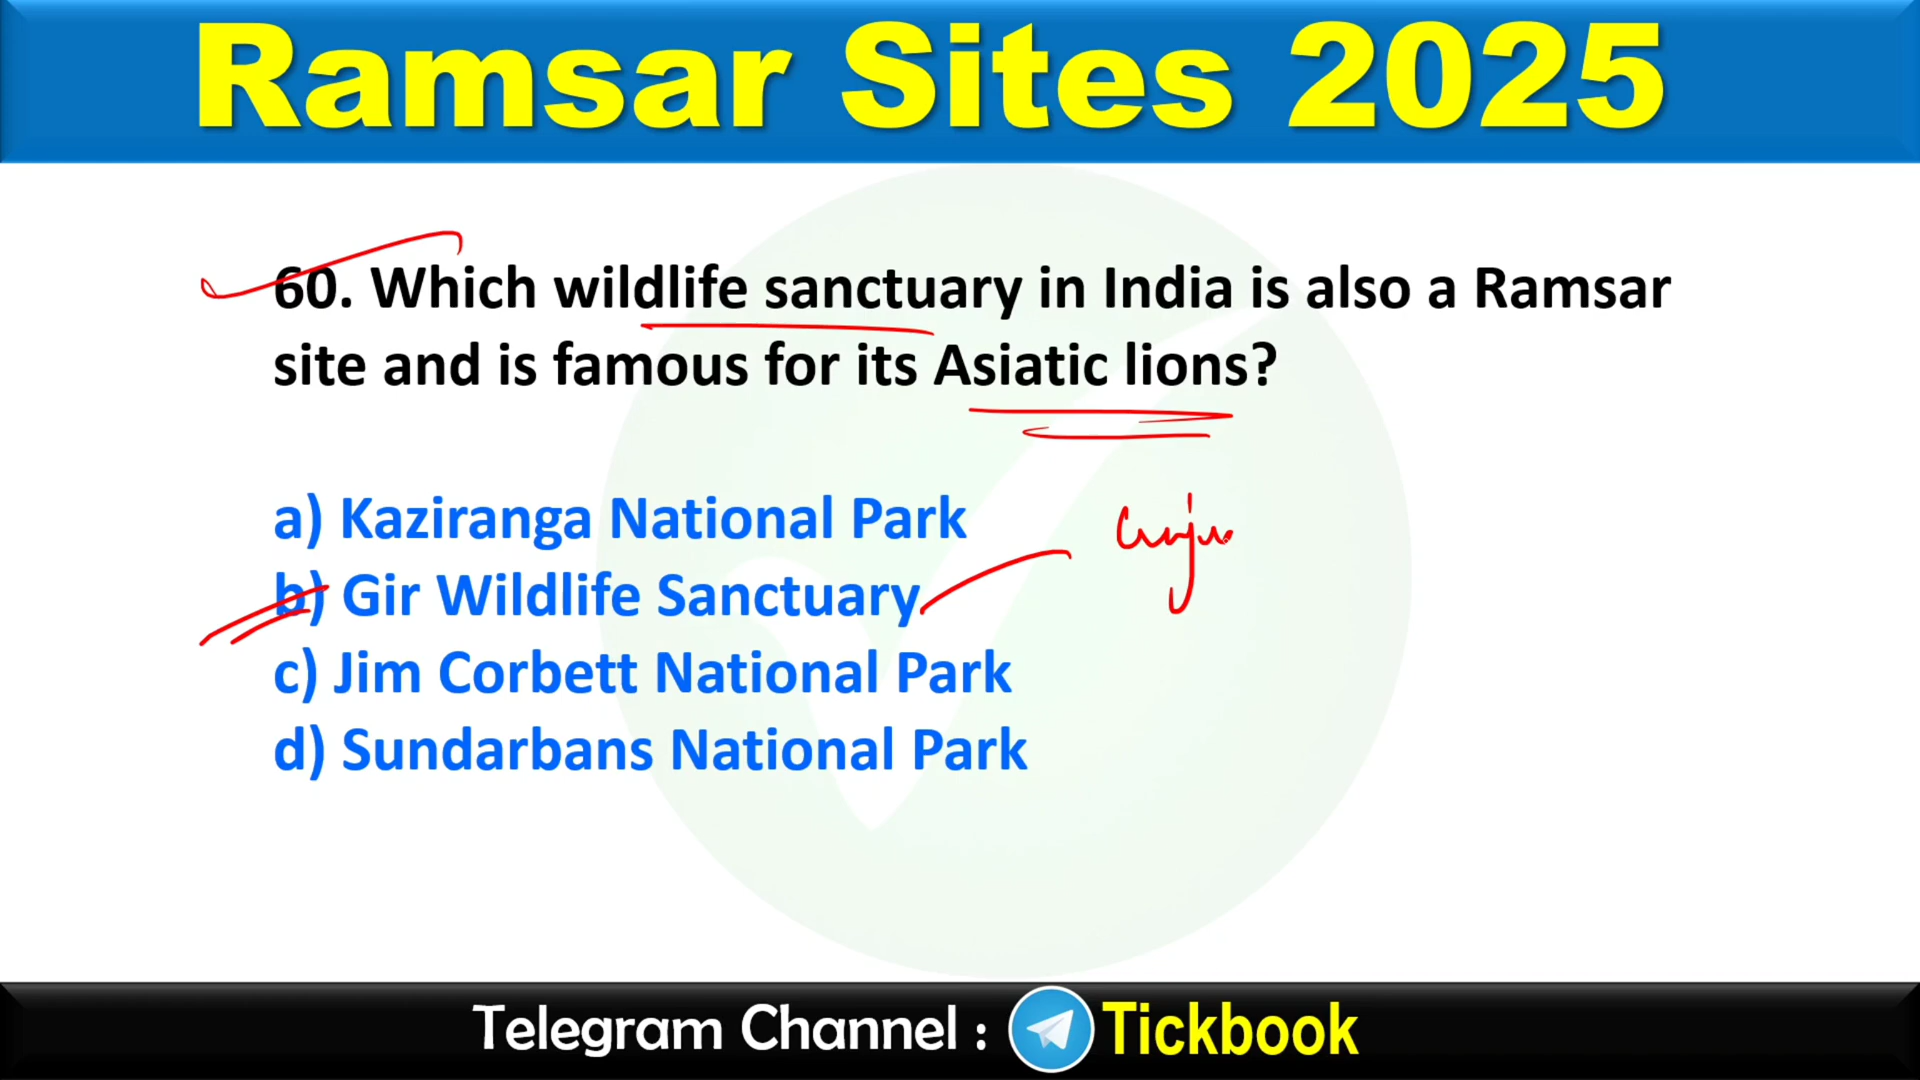 Ramsar Sites 2025
60. Which wildlife sanctuary in India is also a Ramsar
site and is famous for its Asiatic lions?
a) Kaziranga National Park
Guju
b) Gir Wildlife Sanctuary
c) Jim Corbett National Park
d) Sundarbans National Park
Telegram Channel : Tickbook